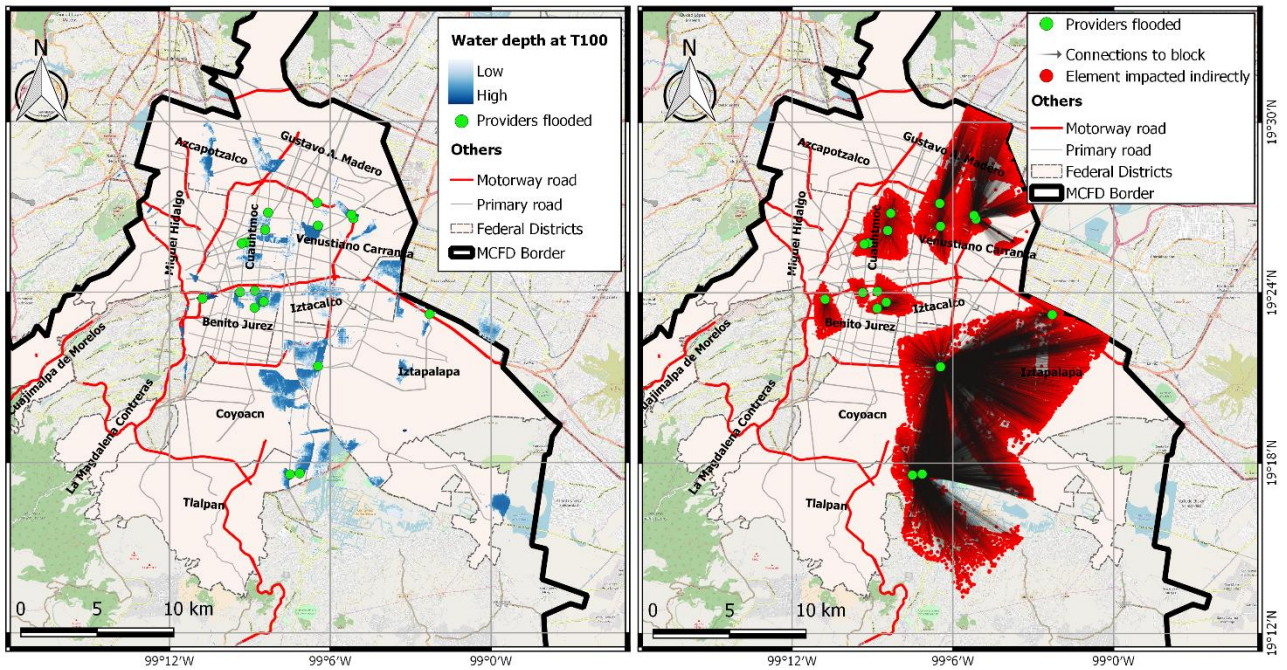 N
Water depth at T100
Low
High
Providers flooded
Others
Motorway road
Primary road
Federal Districts
MCFD Border
Azcapotzalco
Gustavo A. Madero
Miguel Hidalgo
Cuauhtmoc
Venustiano Carranza
Iztacalco
Benito Jurez
Cuajimalpa de Morelos
Iztapalapa
La Magdalena Contreras
Coyoacn
Tlalpan
0 5 10 km
99°12'W 99°6'W 99°0'W
N
Providers flooded
Connections to block
Element impacted indirectly
Others
Motorway road
Primary road
Federal Districts
MCFD Border
Azcapotzalco
Gustavo A. Madero
Miguel Hidalgo
Cuauhtmoc
Venustiano Carranza
Iztacalco
Benito Jurez
Cuajimalpa de Morelos
Iztapalapa
La Magdalena Contreras
Coyoacn
Tlalpan
0 5 10 km
99°12'W 99°6'W 99°0'W
19°30'N
19°24'N
19°18'N
19°12'N